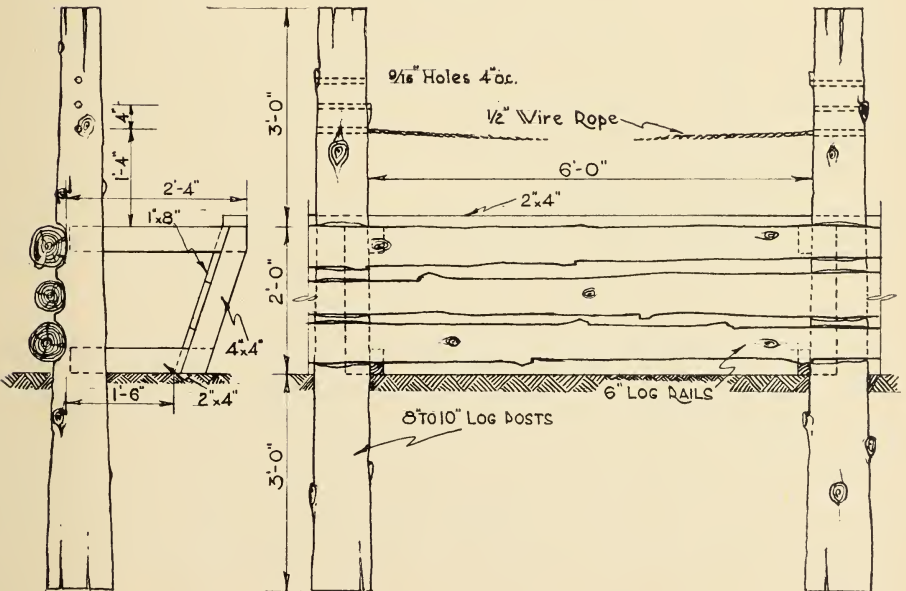 3'-0"
9/16" Holes 4" o.c.
1/2" Wire Rope
4"
1'-4"
2'-4"
1"x8"
6'-0"
2"x4"
2'-0"
4"x4"
1'-6"
2"x4"
6" LOG RAILS
8" TO 10" LOG POSTS
3'-0"